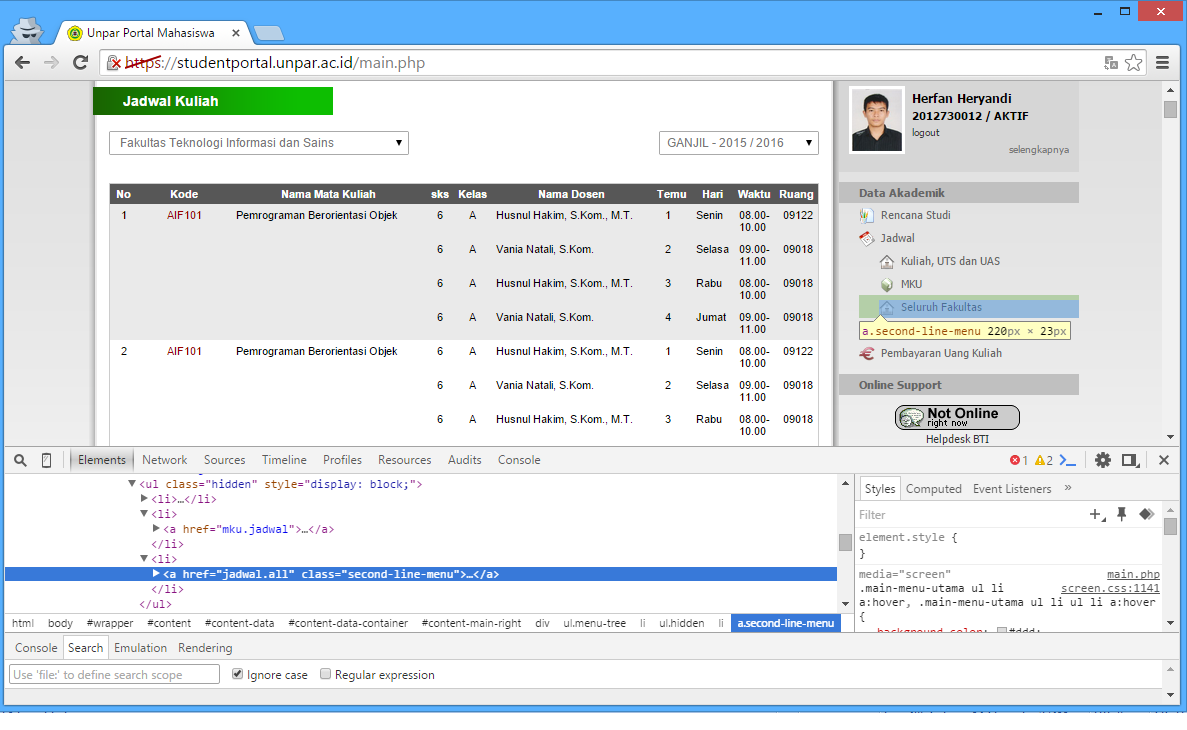 Unpar Portal Mahasiswa
https://studentportal.unpar.ac.id/main.php
Jadwal Kuliah
Fakultas Teknologi Informasi dan Sains
GANJIL - 2015 / 2016
No Kode Nama Mata Kuliah sks Kelas Nama Dosen Temu Hari Waktu Ruang
1 AIF101 Pemrograman Berorientasi Objek 6 A Husnul Hakim, S.Kom., M.T. 1 Senin 08.00- 09122
10.00
6 A Vania Natali, S.Kom. 2 Selasa 09.00- 09018
11.00
6 A Husnul Hakim, S.Kom., M.T. 3 Rabu 08.00- 09018
10.00
6 A Vania Natali, S.Kom. 4 Jumat 09.00- 09018
11.00
2 AIF101 Pemrograman Berorientasi Objek 6 A Husnul Hakim, S.Kom., M.T. 1 Senin 08.00- 09122
10.00
6 A Vania Natali, S.Kom. 2 Selasa 09.00- 09018
11.00
6 A Husnul Hakim, S.Kom., M.T. 3 Rabu 08.00- 09018
10.00
Herfan Heryandi
2012730012 / AKTIF
logout
selengkapnya
Data Akademik
Rencana Studi
Jadwal
Kuliah, UTS dan UAS
MKU
Seluruh Fakultas
a.second-line-menu 220px × 23px
Pembayaran Uang Kuliah
Online Support
Not Online
right now
Helpdesk BTI
Elements Network Sources Timeline Profiles Resources Audits Console
1 2
<ul class="hidden" style="display: block;">
<li>…</li>
<li>
<a href="mku.jadwal">…</a>
</li>
<li>
<a href="jadwal.all" class="second-line-menu">…</a>
</li>
</ul>
html body #wrapper #content #content-data #content-data-container #content-main-right div ul.menu-tree li ul.hidden li a.second-line-menu
Styles Computed Event Listeners »
Filter
element.style {
}
media="screen" main.php
.main-menu-utama ul li screen.css:1141
a:hover, .main-menu-utama ul li ul li a:hover
{
background-color: #ddd;
Console Search Emulation Rendering
Use 'file:' to define search scope Ignore case Regular expression